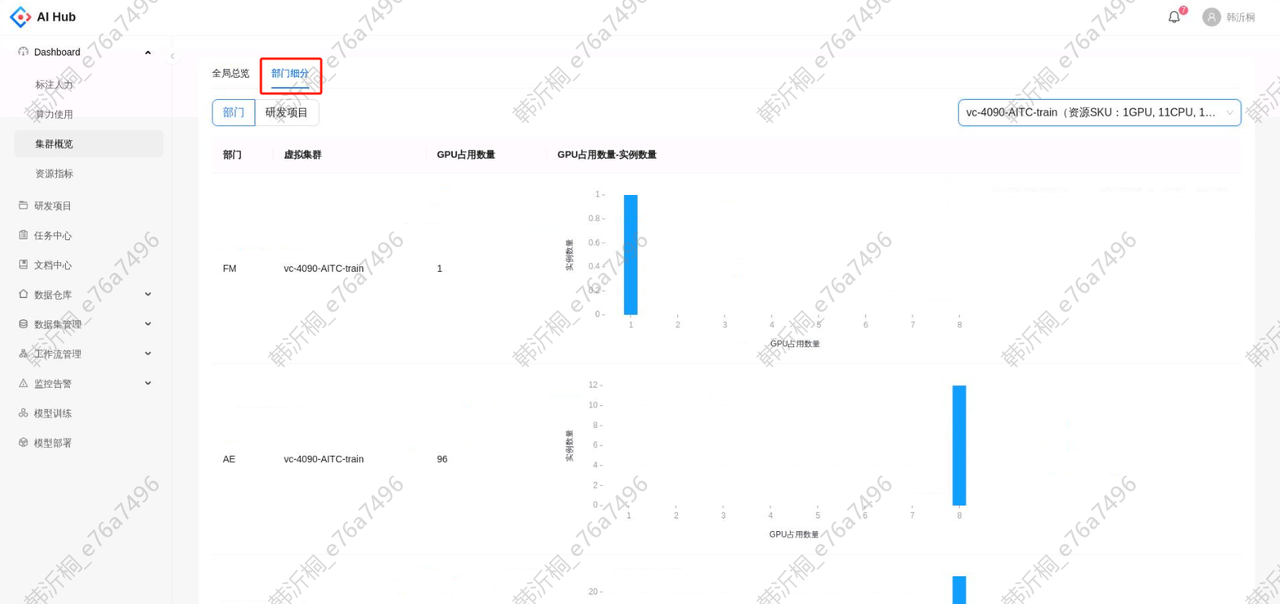 AI Hub
7
韩沂桐
Dashboard
标注人力
算力使用
集群概览
资源指标
研发项目
任务中心
文档中心
数据仓库
数据集管理
工作流管理
监控告警
模型训练
模型部署
全局总览
部门细分
部门
研发项目
vc-4090-AITC-train（资源SKU：1GPU, 11CPU, 1...
部门
虚拟集群
GPU占用数量
GPU占用数量-实例数量
FM
vc-4090-AITC-train
1
实例数量
1
0.8
0.6
0.4
0.2
0
1 2 3 4 5 6 7 8
GPU占用数量
AE
vc-4090-AITC-train
96
实例数量
12
10
8
6
4
2
0
1 2 3 4 5 6 7 8
GPU占用数量
20
韩沂桐_e76a7496